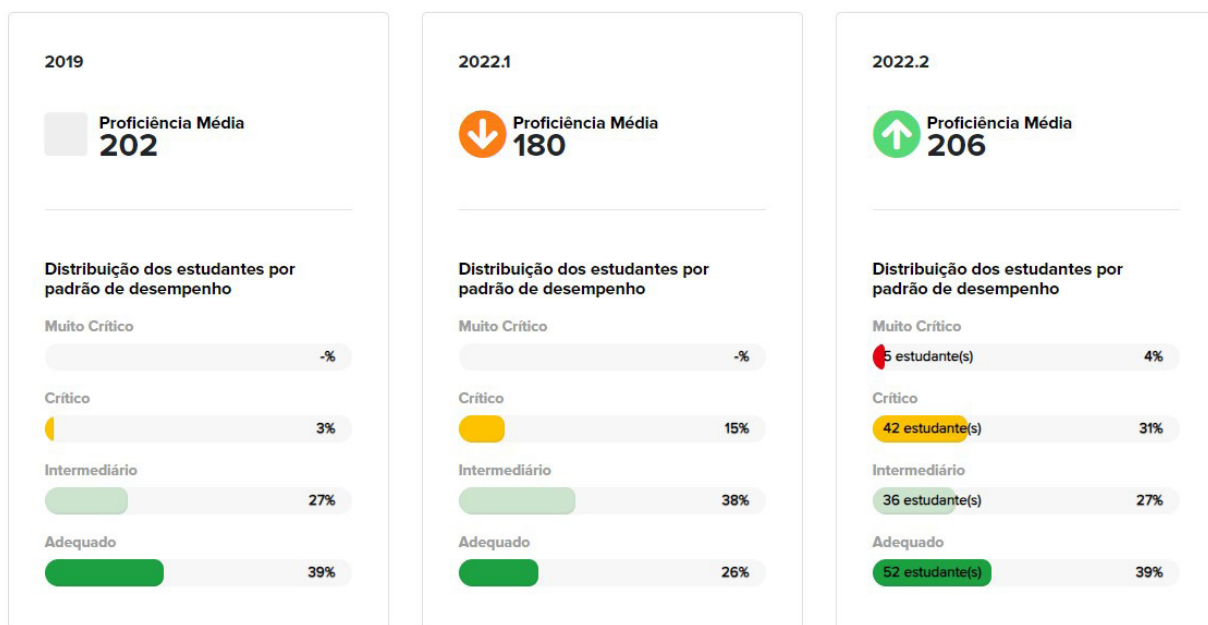 2019
Proficiência Média
202
Distribuição dos estudantes por
padrão de desempenho
Muito Crítico
-%
Crítico
3%
Intermediário
27%
Adequado
39%
2022.1
Proficiência Média
180
Distribuição dos estudantes por
padrão de desempenho
Muito Crítico
-%
Crítico
15%
Intermediário
38%
Adequado
26%
2022.2
Proficiência Média
206
Distribuição dos estudantes por
padrão de desempenho
Muito Crítico
5 estudante(s) 4%
Crítico
42 estudante(s) 31%
Intermediário
36 estudante(s) 27%
Adequado
52 estudante(s) 39%